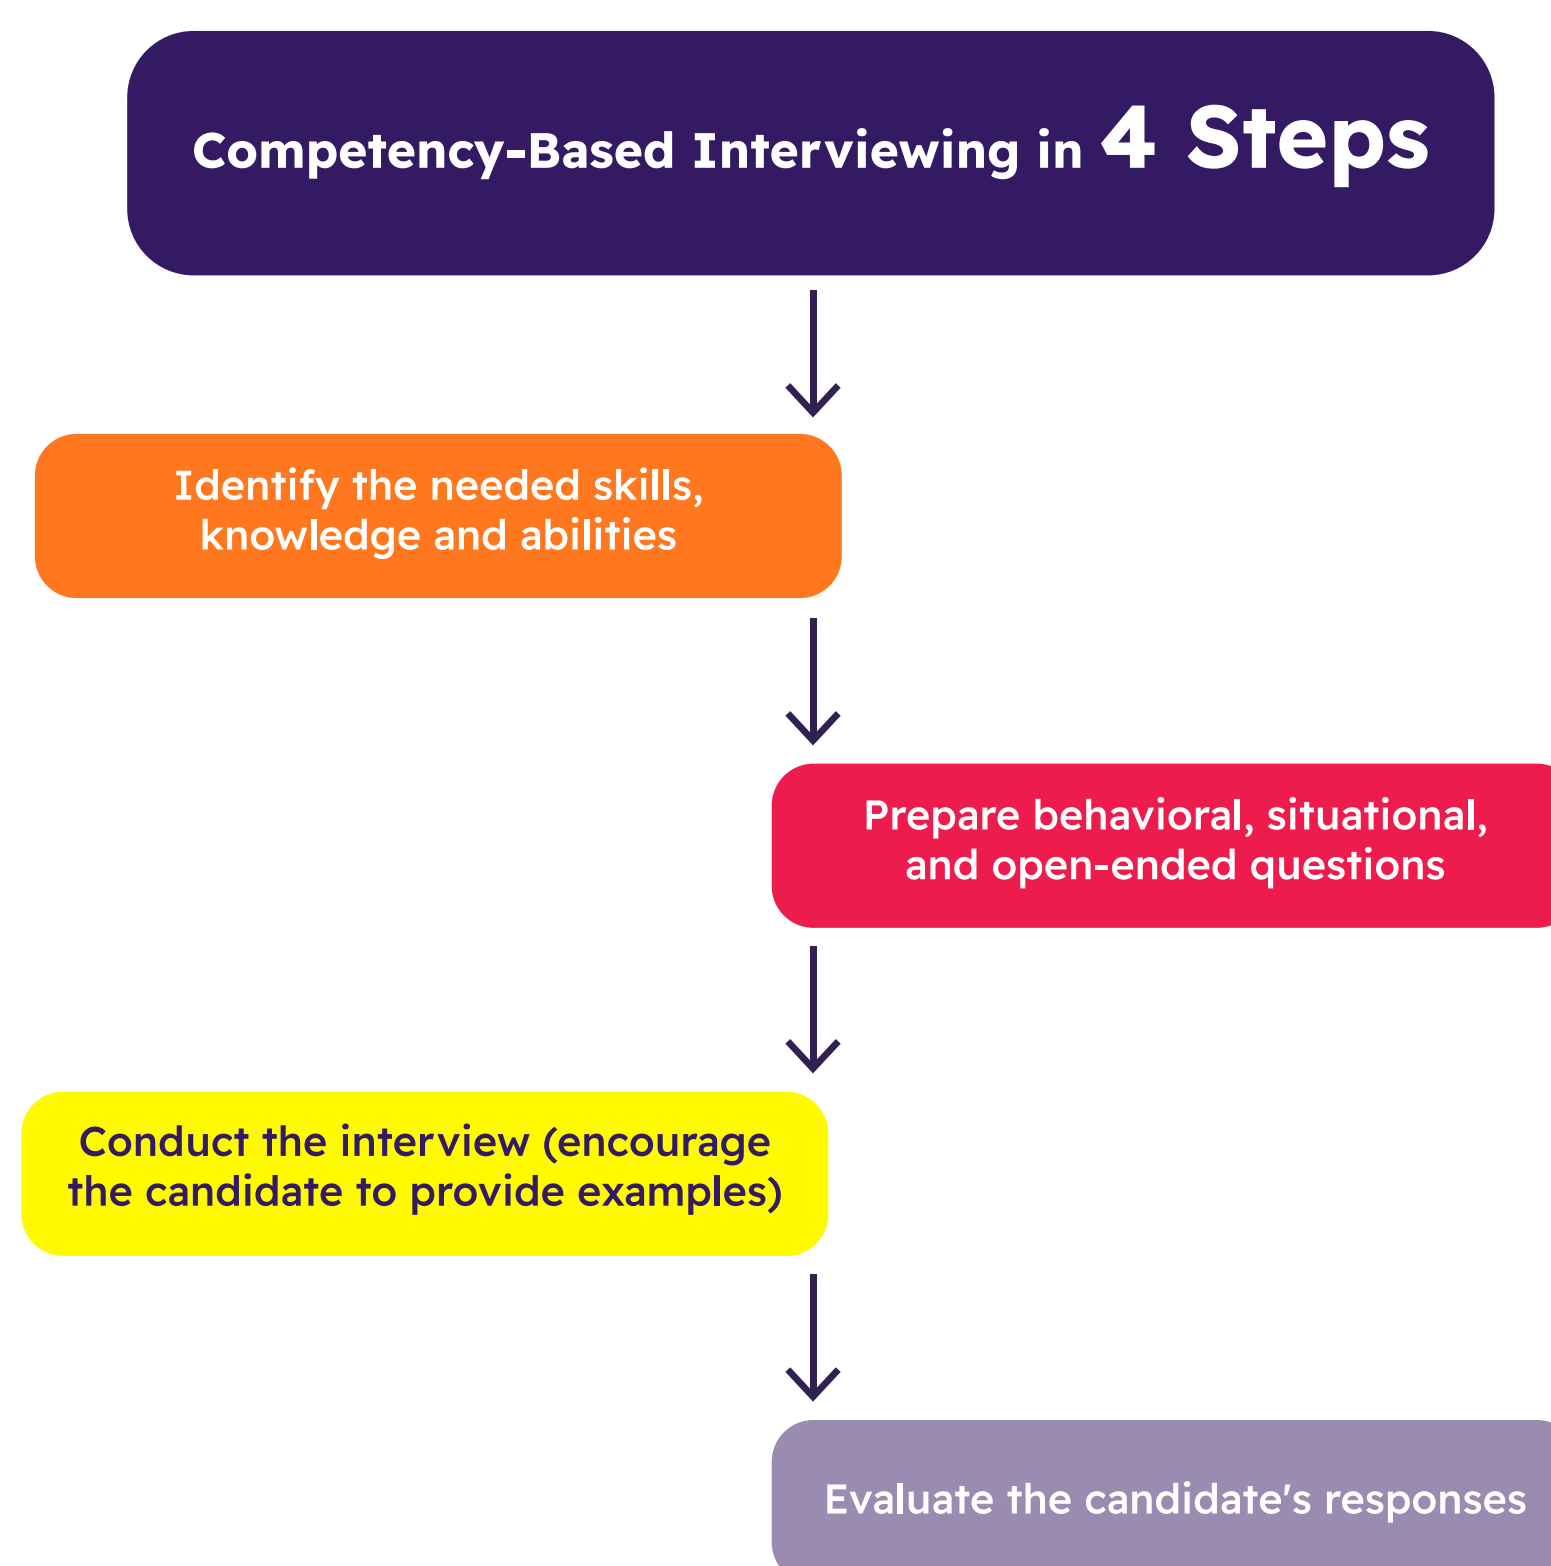 Competency-Based Interviewing in 4 Steps
Identify the needed skills,
knowledge and abilities
Prepare behavioral, situational,
and open-ended questions
Conduct the interview (encourage
the candidate to provide examples)
Evaluate the candidate's responses